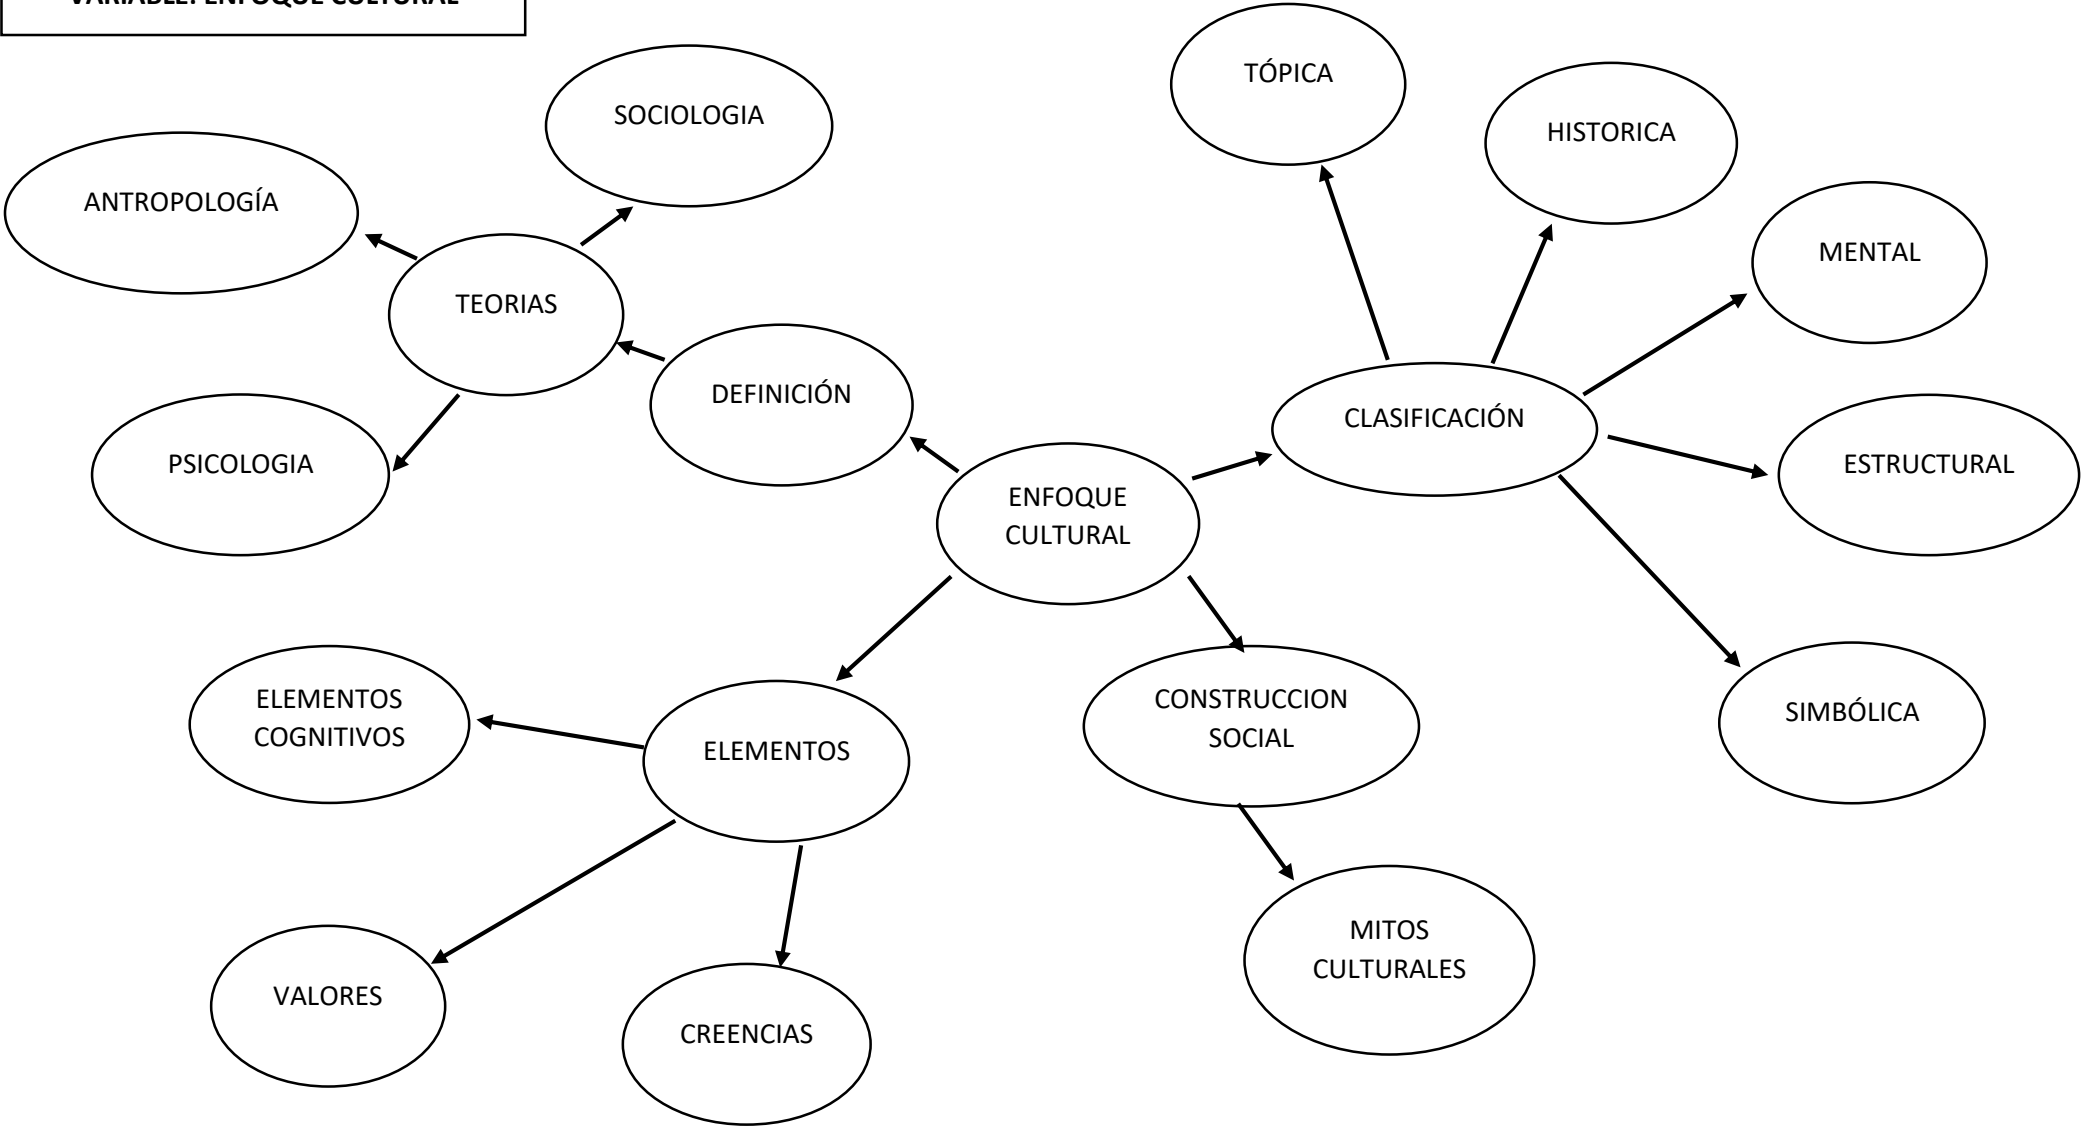 VARIABLE: ENFOQUE CULTURAL
TÓPICA
SOCIOLOGIA
HISTORICA
ANTROPOLOGÍA
MENTAL
TEORIAS
DEFINICIÓN
CLASIFICACIÓN
PSICOLOGIA
ESTRUCTURAL
ENFOQUE
CULTURAL
ELEMENTOS
COGNITIVOS
CONSTRUCCION
SOCIAL
SIMBÓLICA
ELEMENTOS
MITOS
CULTURALES
VALORES
CREENCIAS